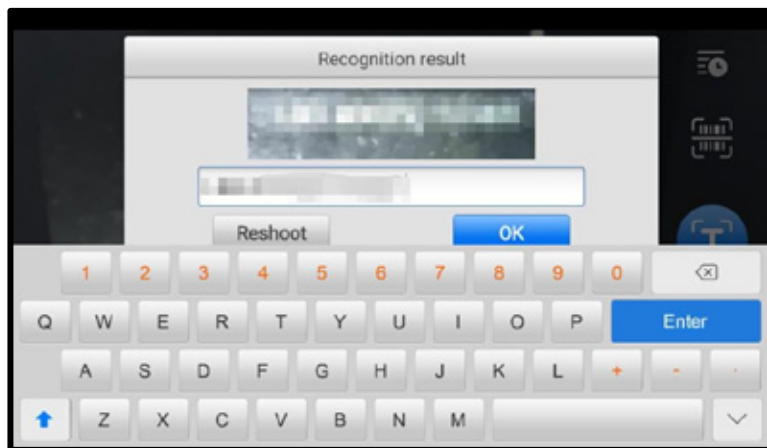 Recognition result
Reshoot
OK
1 2 3 4 5 6 7 8 9 0
Q W E R T Y U I O P Enter
A S D F G H J K L + - .
Z X C V B N M